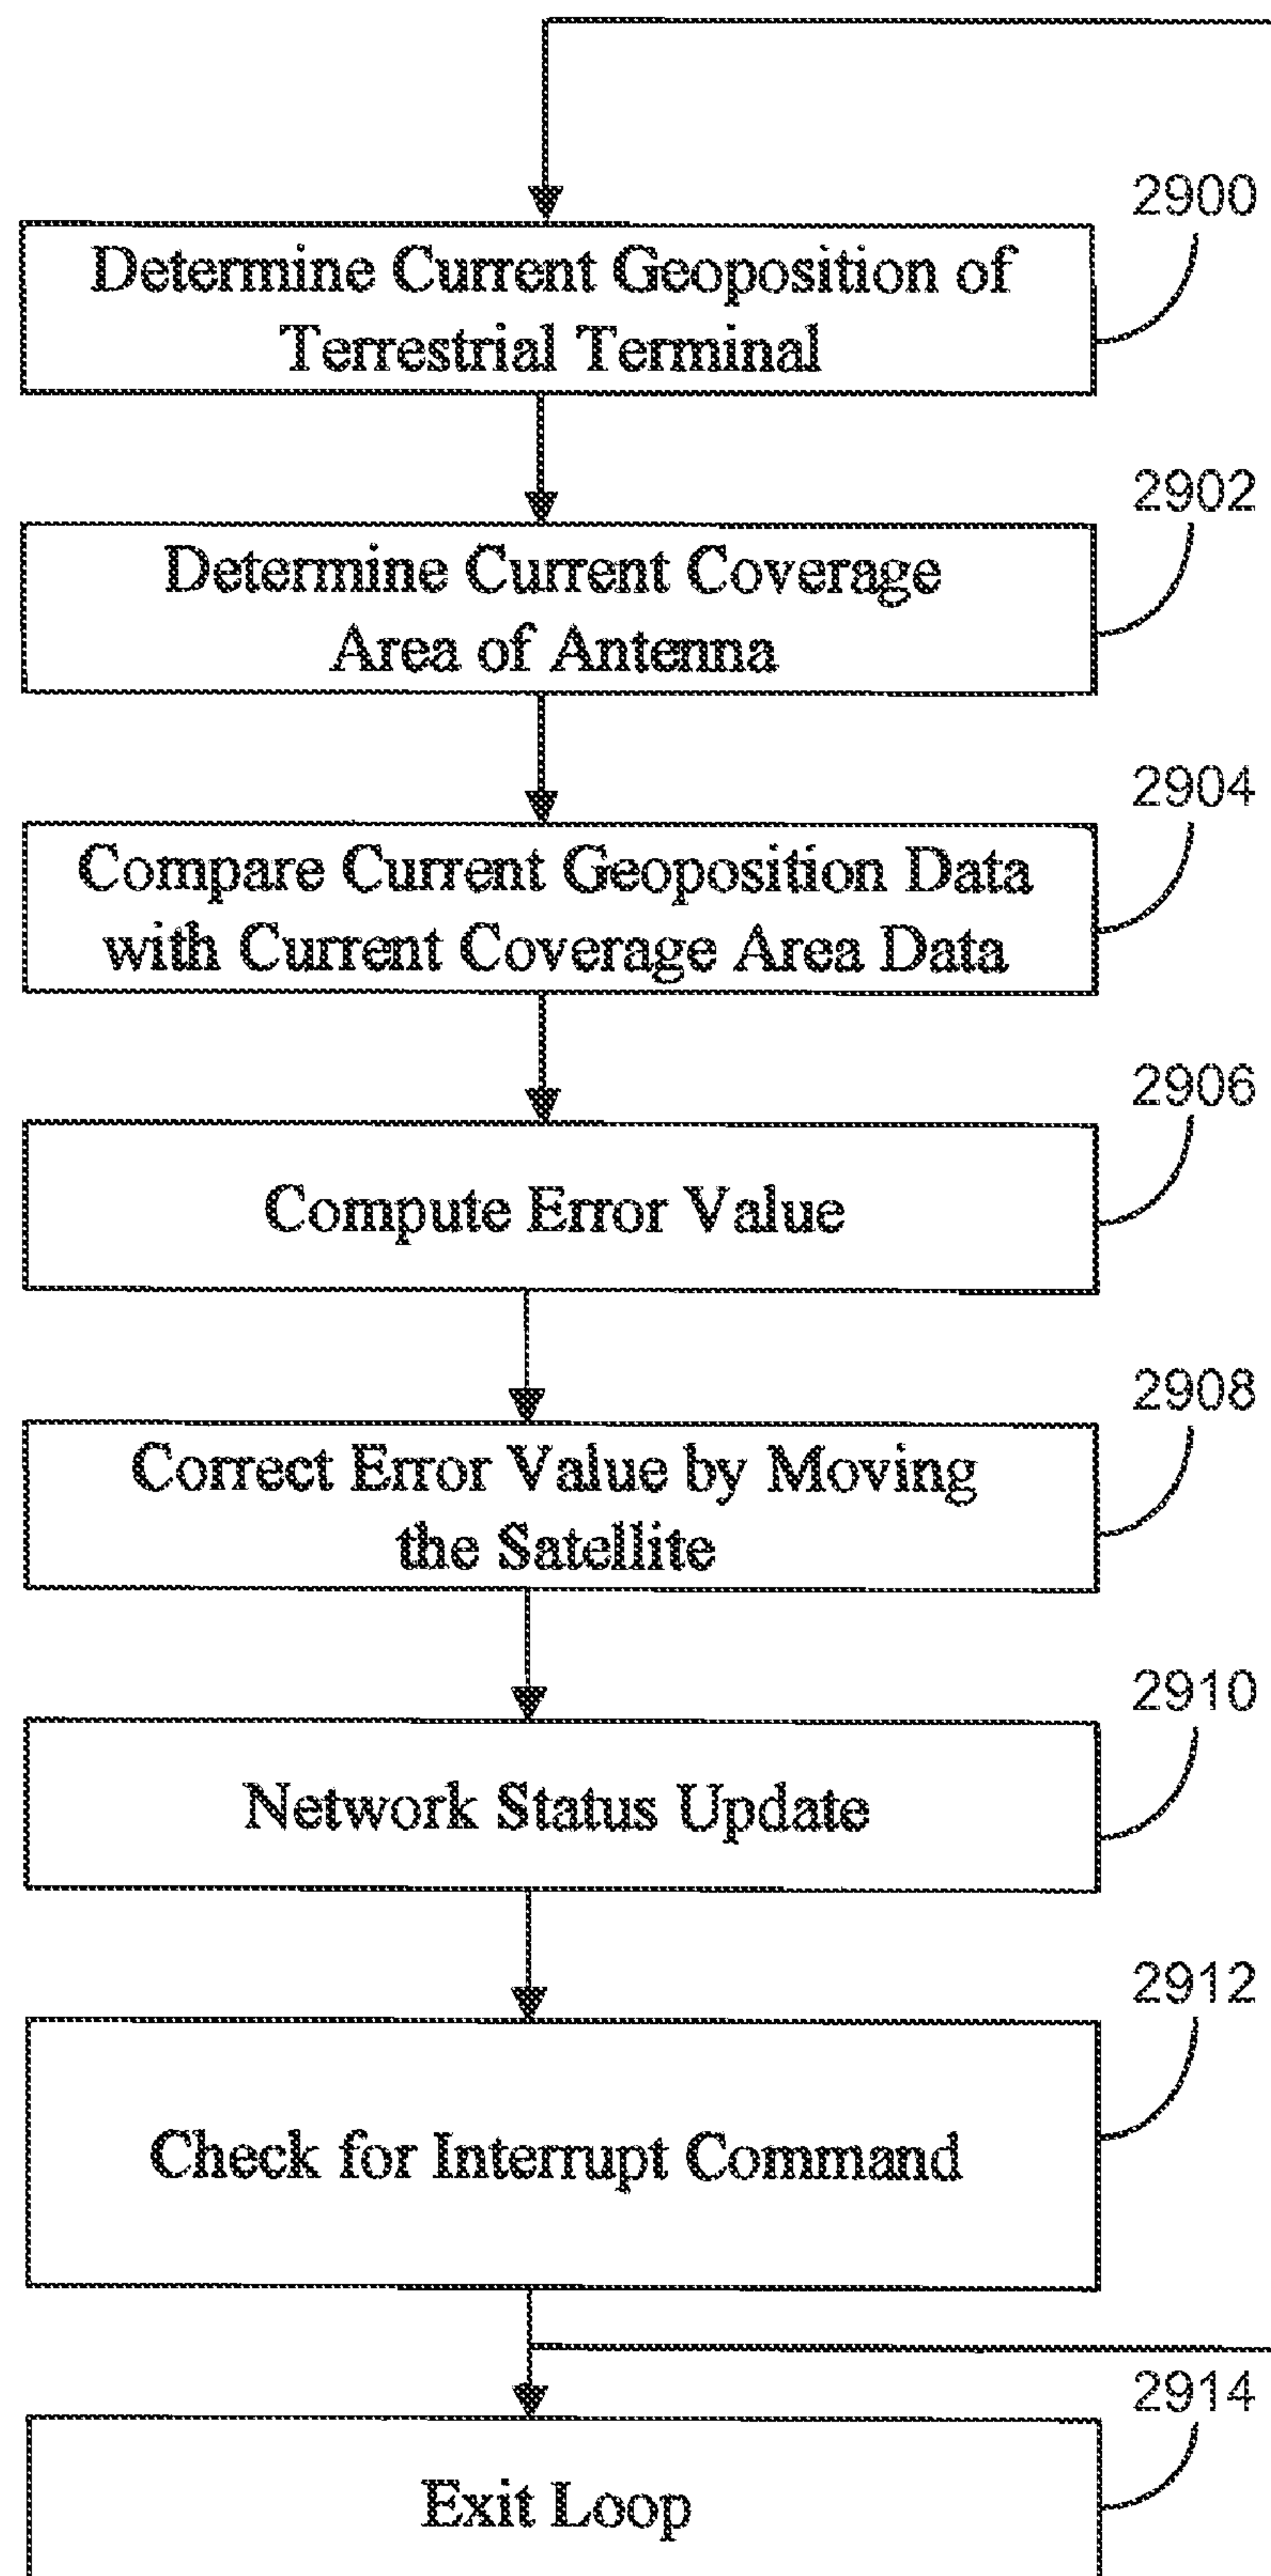 2900
Determine Current Geoposition of
Terrestrial Terminal
2902
Determine Current Coverage
Area of Antenna
2904
Compare Current Geoposition Data
with Current Coverage Area Data
2906
Compute Error Value
2908
Correct Error Value by Moving
the Satellite
2910
Network Status Update
2912
Check for Interrupt Command
2914
Exit Loop